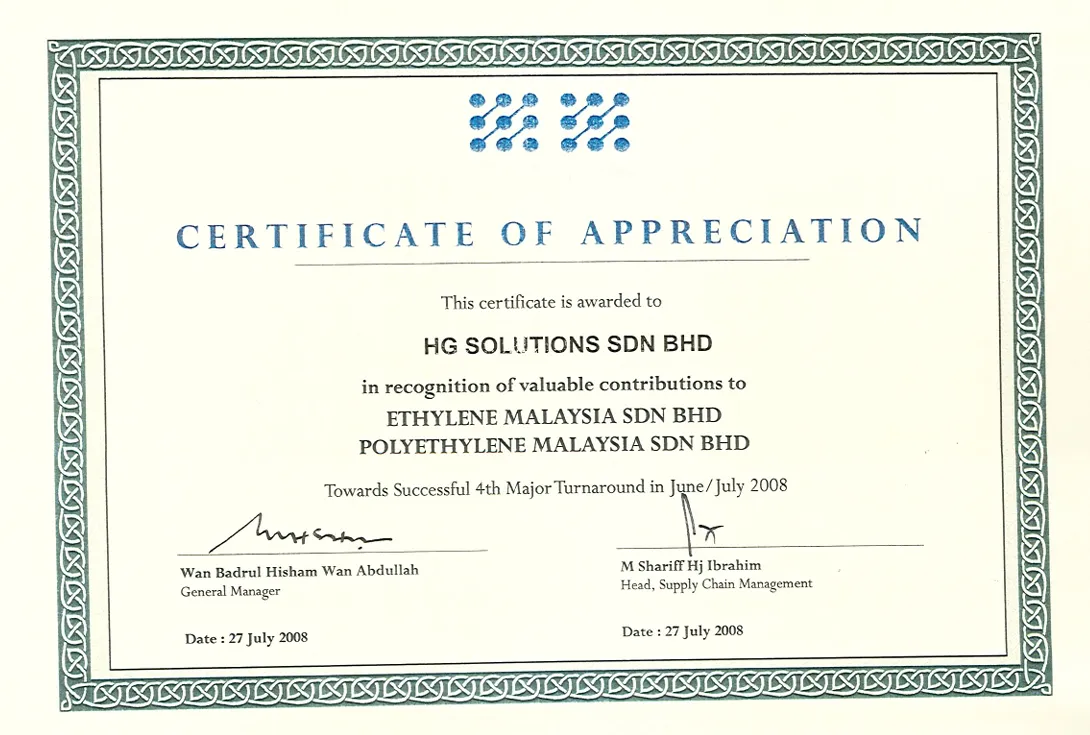 CERTIFICATE OF APPRECIATION
This certificate is awarded to
HG SOLUTIONS SDN BHD
in recognition of valuable contributions to
ETHYLENE MALAYSIA SDN BHD
POLYETHYLENE MALAYSIA SDN BHD
Towards Successful 4th Major Turnaround in June/July 2008
Wan Badrul Hisham Wan Abdullah
General Manager
Date : 27 July 2008
M Shariff Hj Ibrahim
Head, Supply Chain Management
Date : 27 July 2008